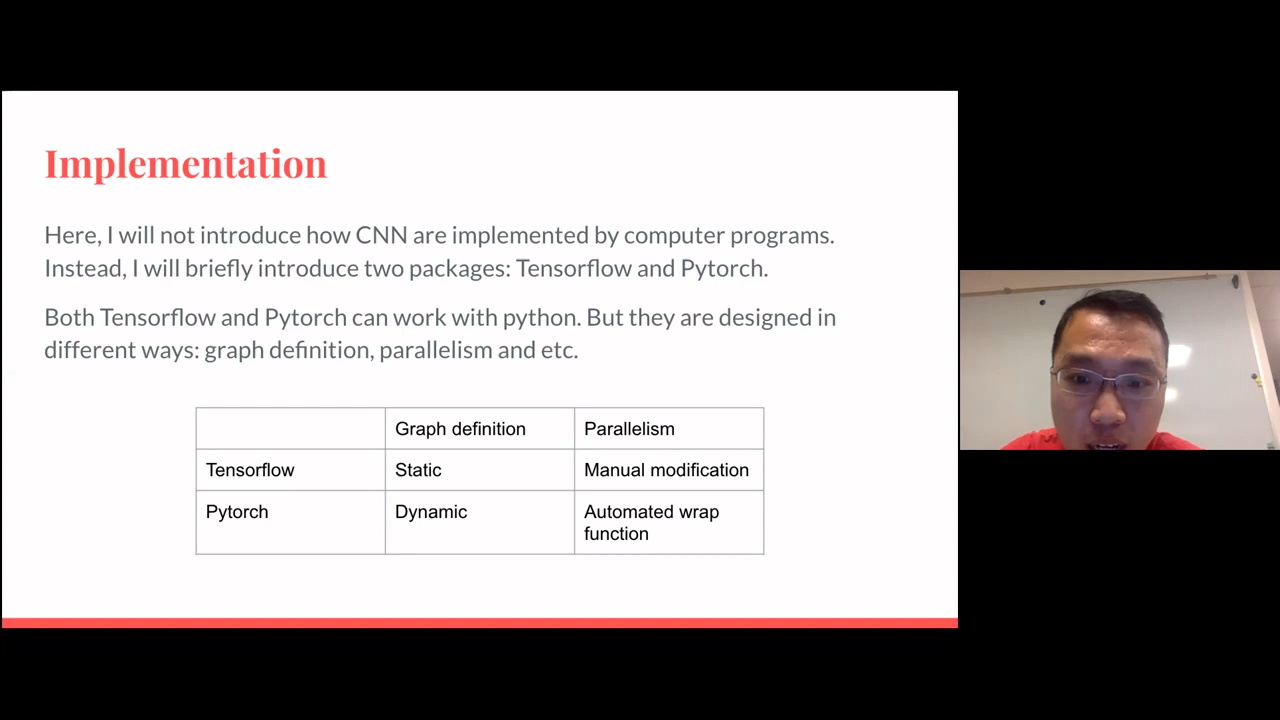 Implementation
Here, I will not introduce how CNN are implemented by computer programs.
Instead, I will briefly introduce two packages: Tensorflow and Pytorch.
Both Tensorflow and Pytorch can work with python. But they are designed in
different ways: graph definition, parallelism and etc.
Graph definition
Parallelism
Tensorflow
Static
Manual modification
Pytorch
Dynamic
Automated wrap
function